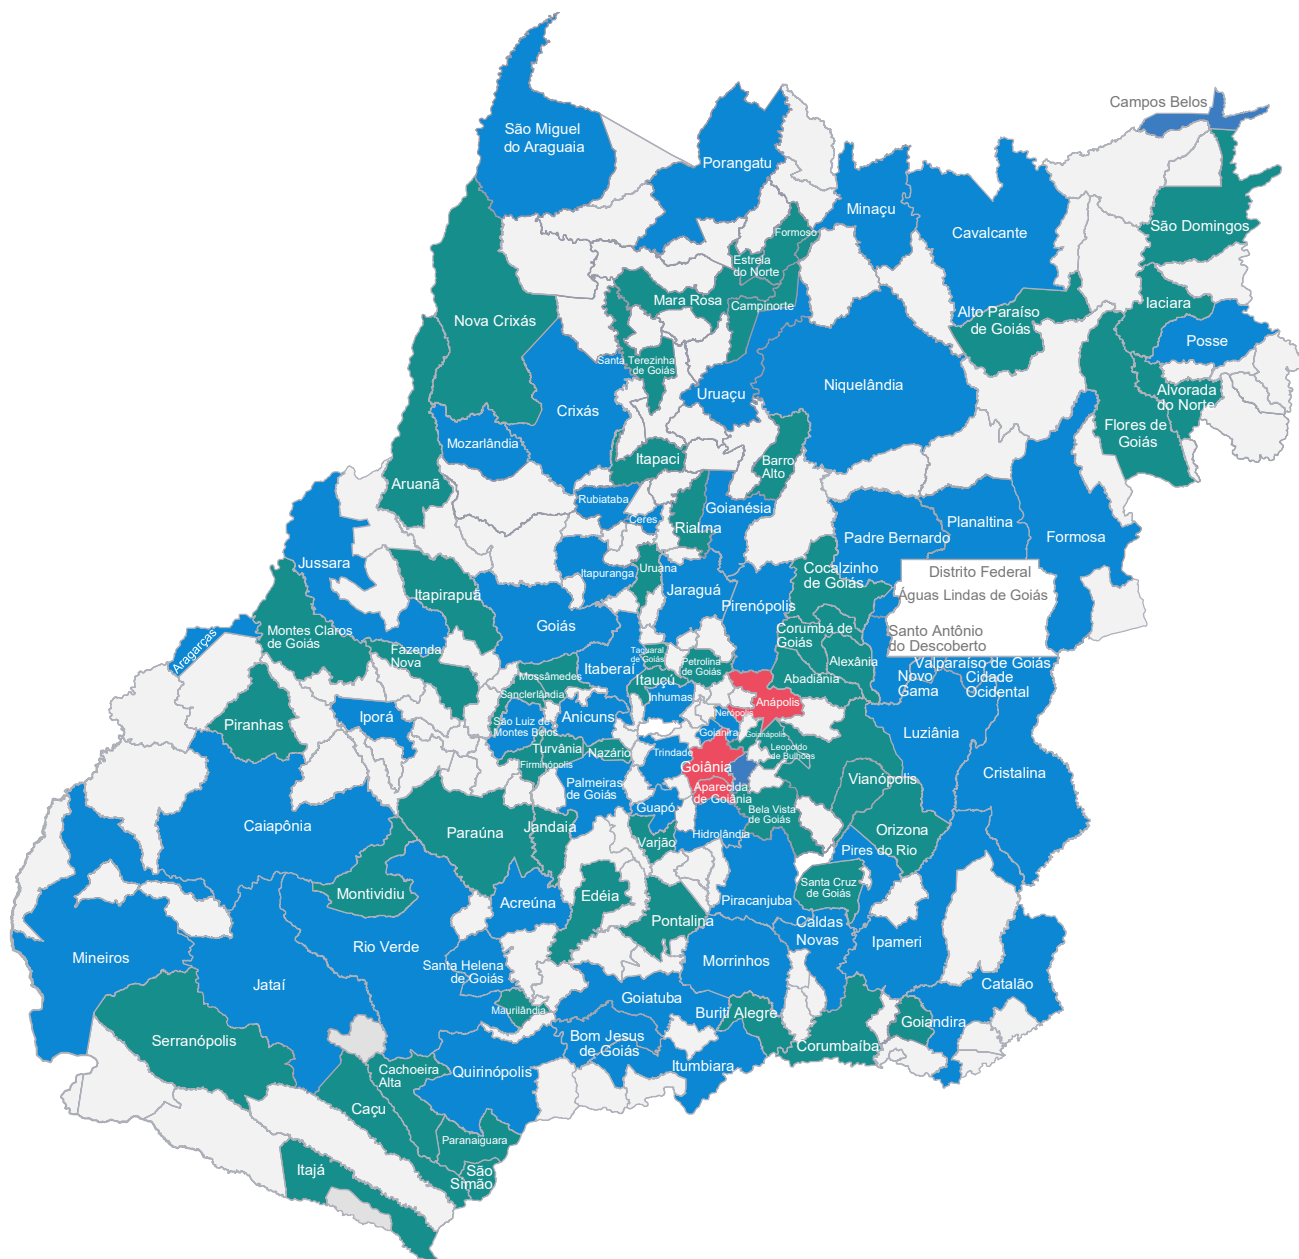 Campos Belos
São Miguel
do Araguaia
Porangatu
Minaçu
São Domingos
Cavalcante
Formoso
Estrela
do Norte
Mara Rosa
Campinorte
Iaciara
Alto Paraíso
de Goiás
Nova Crixás
Posse
Santa Terezinha
de Goiás
Niquelândia
Uruaçu
Alvorada
do Norte
Crixás
Flores de
Goiás
Mozarlândia
Itapaci
Barro
Alto
Aruanã
Rubiataba
Goianésia
Ceres
Rialma
Planaltina
Padre Bernardo
Formosa
Jussara
Itapuranga
Uruana
Cocalzinho
de Goiás
Distrito Federal
Jaraguá
Itapirapuã
Águas Lindas de Goiás
Pirenópolis
Goiás
Montes Claros
de Goiás
Aragarças
Corumbá de
Goiás
Santo Antônio
do Descoberto
Fazenda
Nova
Taquaral
de Goiás
Petrolina
de Goiás
Alexânia
Itaberaí
Valparaíso de Goiás
Novo
Gama
Cidade
Ocidental
Mossâmedes
Itauçu
Abadiânia
Sanclerlândia
Inhumas
Anápolis
Nerópolis
Iporá
Anicuns
Piranhas
São Luiz de
Montes Belos
Goianira
Goianápolis
Luziânia
Turvânia
Nazário
Trindade
Leopoldo
de Bulhões
Firminópolis
Goiânia
Cristalina
Vianópolis
Palmeiras
de Goiás
Aparecida
de Goiânia
Guapó
Bela Vista
de Goiás
Caiapônia
Paraúna
Jandaia
Hidrolândia
Orizona
Varjão
Pires do Rio
Montividiu
Acreúna
Edéia
Santa Cruz
de Goiás
Piracanjuba
Pontalina
Caldas
Novas
Rio Verde
Ipameri
Mineiros
Santa Helena
de Goiás
Morrinhos
Jataí
Catalão
Goiatuba
Maurilândia
Buriti Alegre
Goiandira
Serranópolis
Bom Jesus
de Goiás
Corumbaíba
Itumbiara
Cachoeira
Alta
Quirinópolis
Caçu
Paranaiguara
Itajá
São
Simão